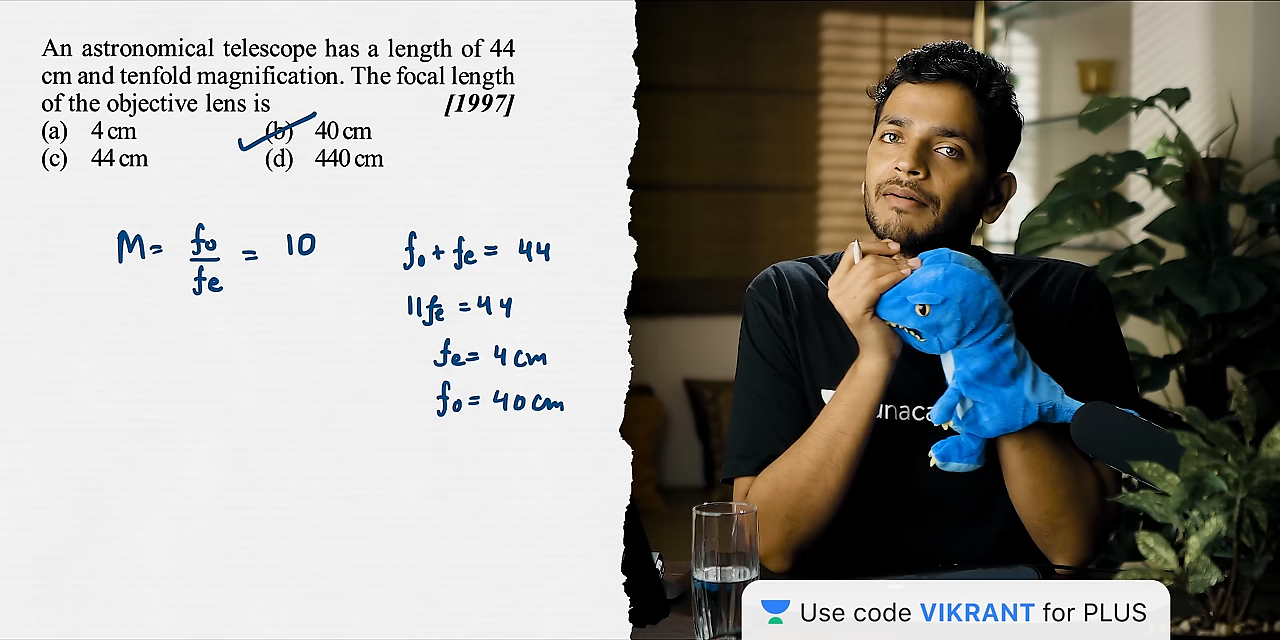 An astronomical telescope has a length of 44
cm and tenfold magnification. The focal length
of the objective lens is [1997]
(a) 4 cm (b) 40 cm
(c) 44 cm (d) 440 cm
M = fo/fe = 10
fo + fe = 44
11fe = 44
fe = 4 cm
fo = 40 cm
unaca
Use code VIKRANT for PLUS